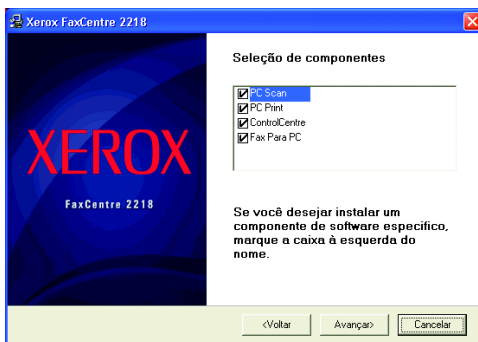 Xerox FaxCentre 2218
Seleção de componentes
PC Scan
PC Print
ControlCentre
Fax Para PC
XEROX
FaxCentre 2218
Se você desejar instalar um
componente de software especifico,
marque a caixa à esquerda do
nome.
<Voltar
Avançar>
Cancelar